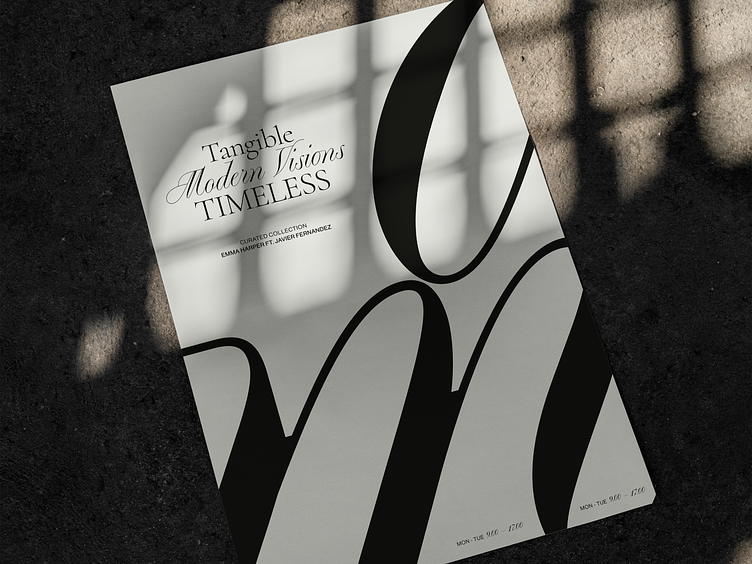 Tangible
Modern Visions
TIMELESS
CURATED COLLECTION
EMMA HARPER FT. JAVIER FERNANDEZ
m
MON - TUE 9.00 – 17.00
MON - TUE 9.00 – 17.00